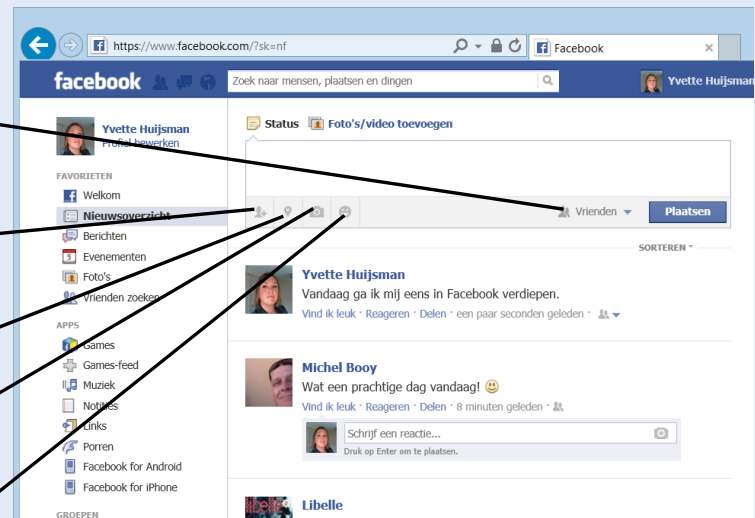 https://www.facebook.com/?sk=nf
Facebook
facebook
Zoek naar mensen, plaatsen en dingen
Yvette Huijsman
Yvette Huijsman
Profiel bewerken
FAVORIETEN
Welkom
Nieuwsoverzicht
Berichten
5 Evenementen
Foto's
Vrienden zoeken
APPS
Games
Games-feed
Muziek
Notities
Links
Porren
Facebook for Android
Facebook for iPhone
GROEPEN
Status Foto's/video toevoegen
Vrienden Plaatsen
SORTEREN
Yvette Huijsman
Vandaag ga ik mij eens in Facebook verdiepen.
Vind ik leuk · Reageren · Delen · een paar seconden geleden ·
Michel Booy
Wat een prachtige dag vandaag!
Vind ik leuk · Reageren · Delen · 8 minuten geleden ·
Schrijf een reactie...
Druk op Enter om te plaatsen.
libelle
Libelle